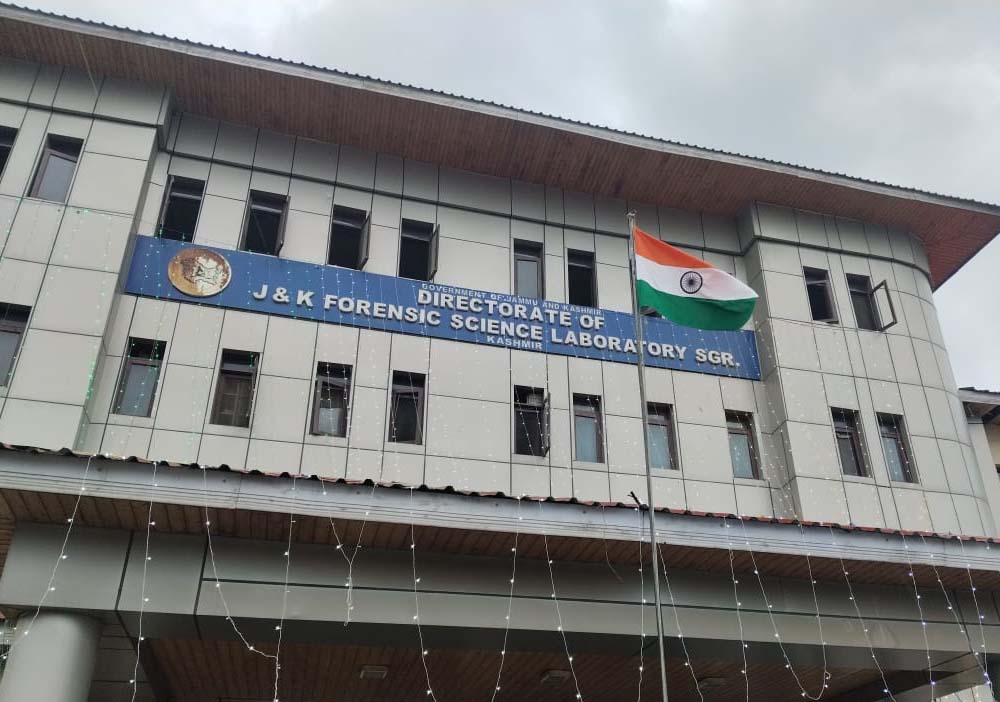 GOVERNMENT OF JAMMU AND KASHMIR
DIRECTORATE OF
J & K FORENSIC SCIENCE LABORATORY SGR.
KASHMIR